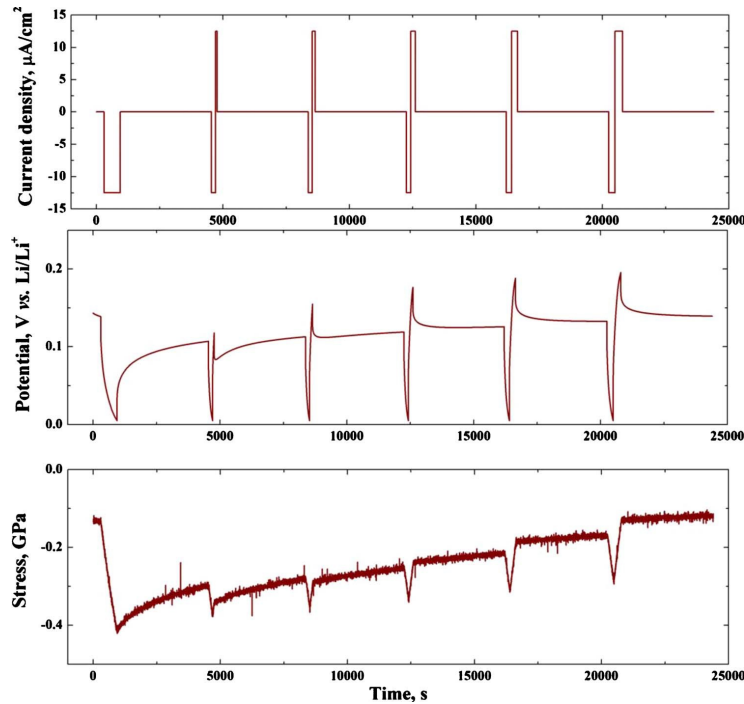 Current density, μA/cm²
15
10
5
0
-5
-10
-15
0 5000 10000 15000 20000 25000
Potential, V vs. Li/Li⁺
0.2
0.1
0.0
0 5000 10000 15000 20000 25000
Stress, GPa
0.0
-0.2
-0.4
0 5000 10000 15000 20000 25000
Time, s